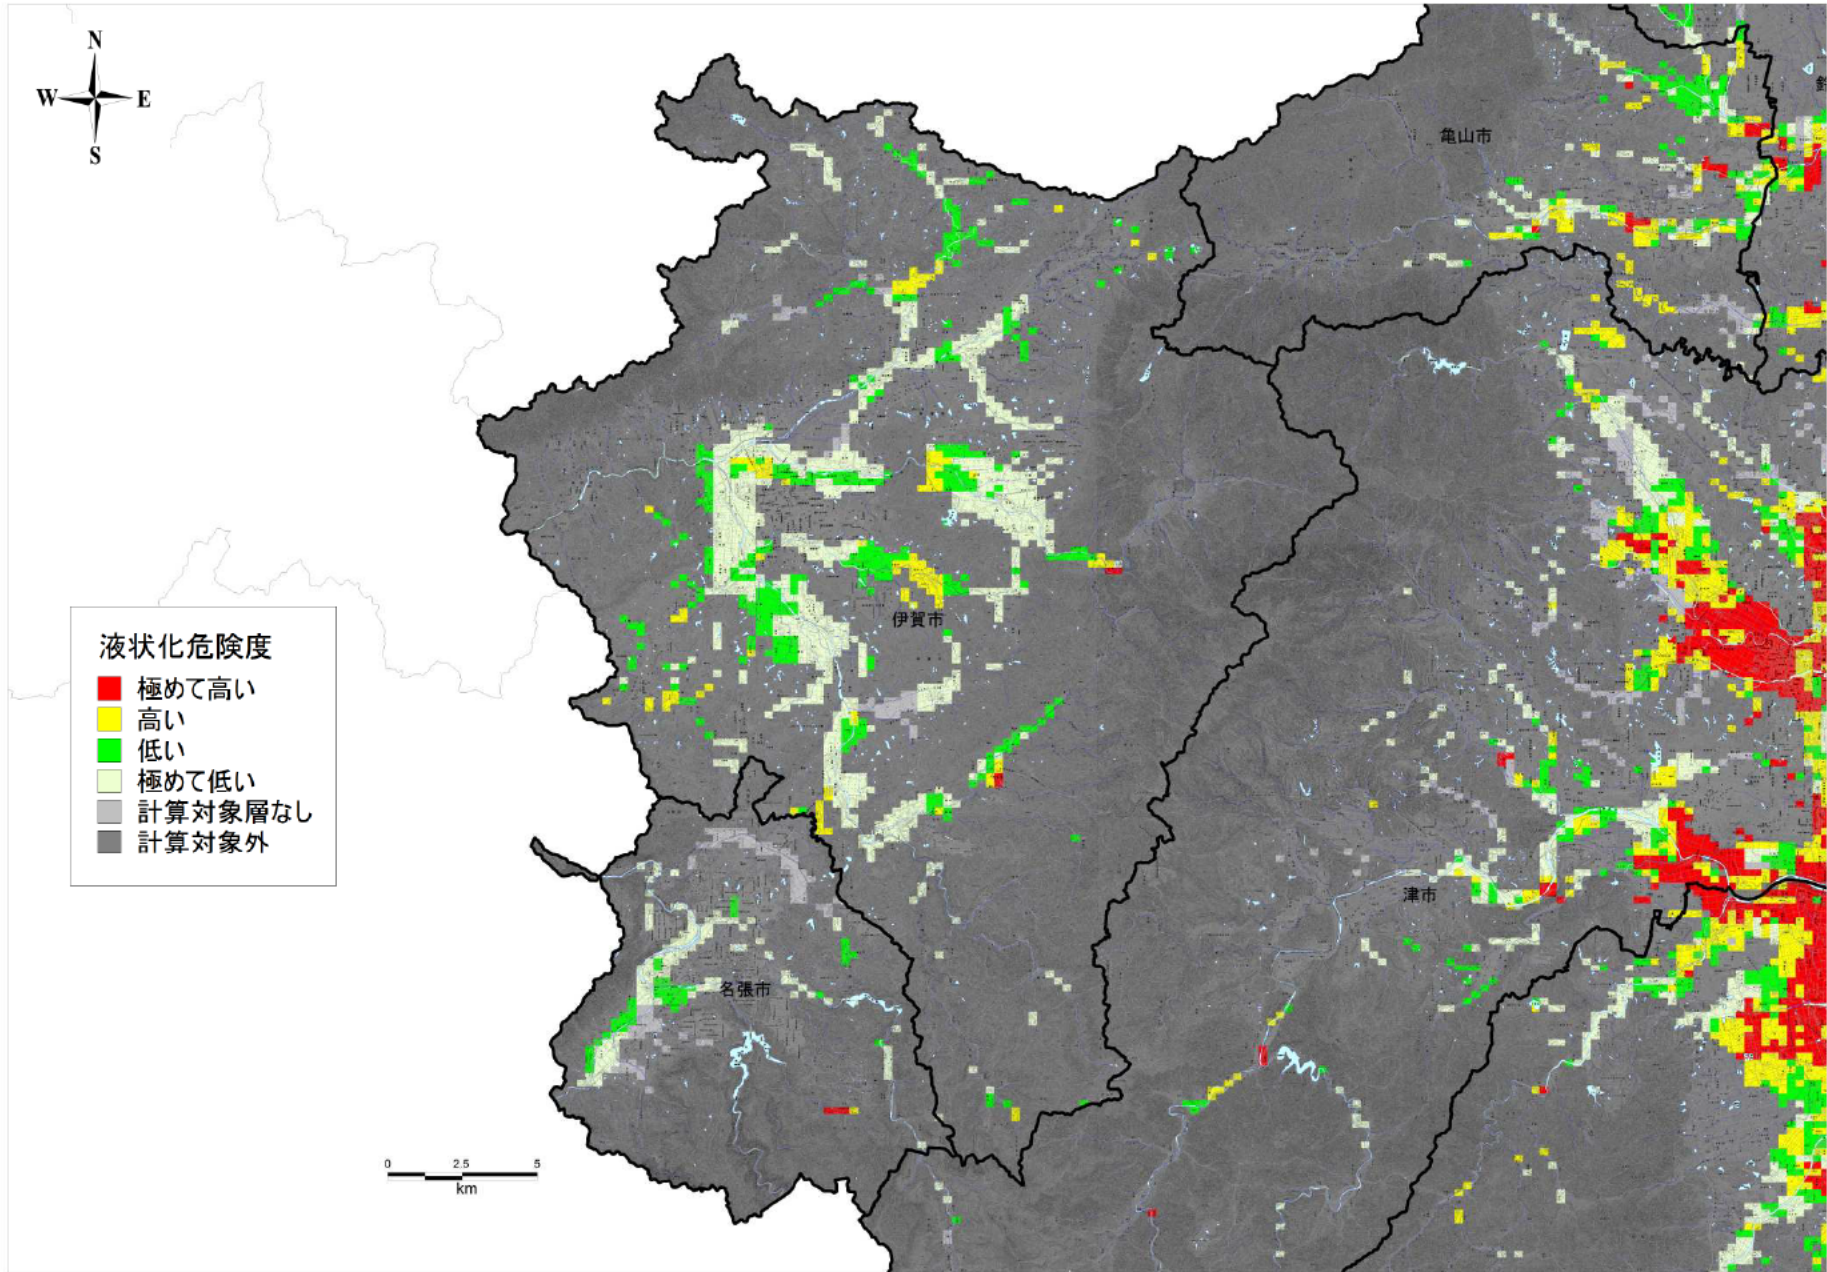 N
W E
S
鈴
亀山市
伊賀市
液状化危険度
極めて高い
高い
低い
極めて低い
計算対象層なし
計算対象外
津市
名張市
0 2.5 5
km